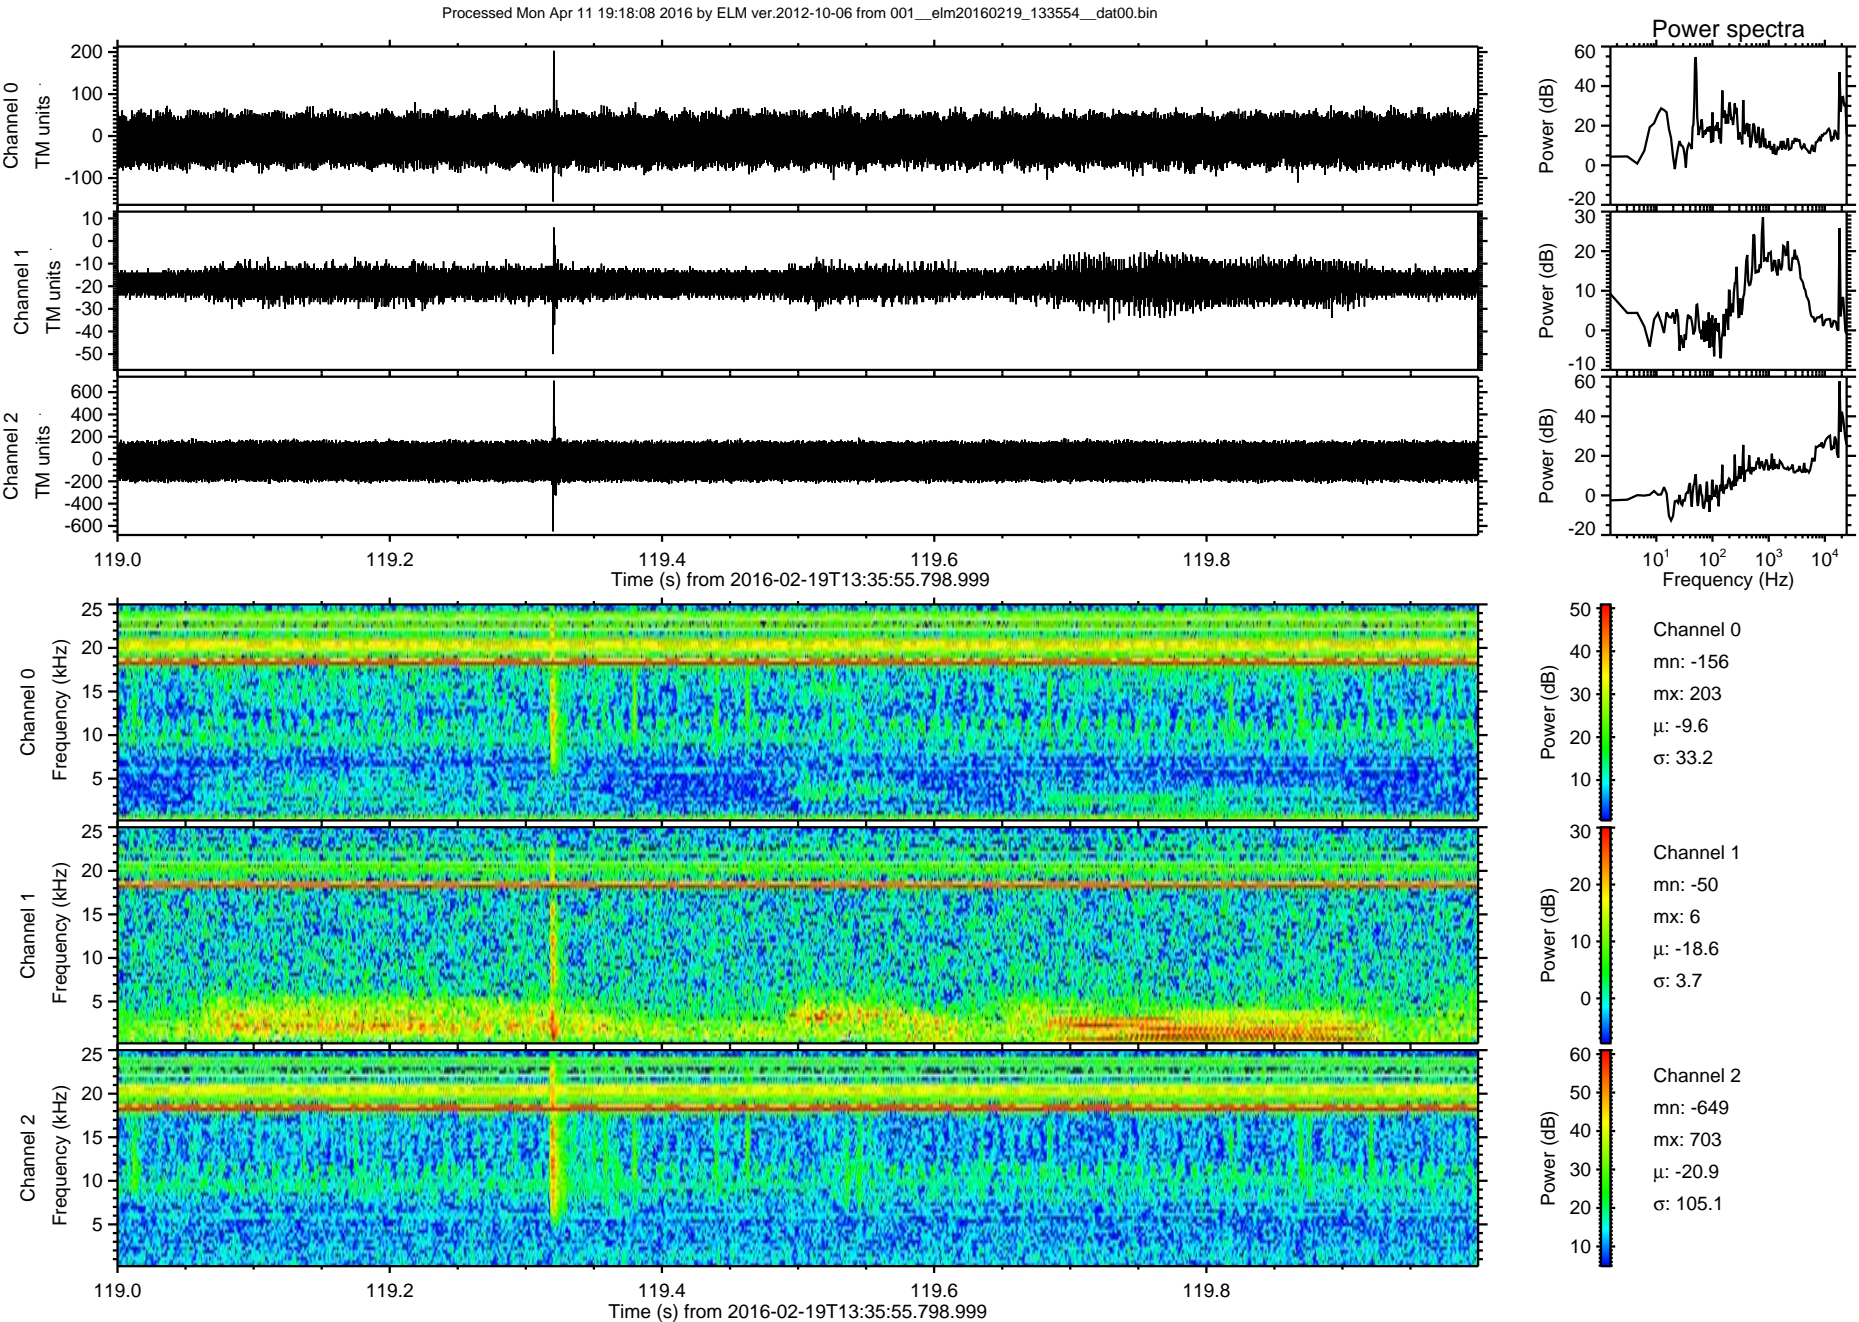 Processed Mon Apr 11 19:18:08 2016 by ELM ver.2012-10-06 from 001__elm20160219_133554__dat00.bin
Power spectra
Channel 0
TM units
200
100
0
-100
Power (dB)
60
40
20
0
-20
Channel 1
TM units
10
0
-10
-20
-30
-40
-50
Power (dB)
30
20
10
0
-10
Channel 2
TM units
600
400
200
0
-200
-400
-600
Power (dB)
60
40
20
0
-20
119.0 119.2 119.4 119.6 119.8
Time (s) from 2016-02-19T13:35:55.798.999
10¹ 10² 10³ 10⁴
Frequency (Hz)
Channel 0
Frequency (kHz)
25
20
15
10
5
Power (dB)
50
40
30
20
10
Channel 0
mn: -156
mx: 203
μ: -9.6
σ: 33.2
Channel 1
Frequency (kHz)
25
20
15
10
5
Power (dB)
30
20
10
0
Channel 1
mn: -50
mx: 6
μ: -18.6
σ: 3.7
Channel 2
Frequency (kHz)
25
20
15
10
5
Power (dB)
60
50
40
30
20
10
Channel 2
mn: -649
mx: 703
μ: -20.9
σ: 105.1
119.0 119.2 119.4 119.6 119.8
Time (s) from 2016-02-19T13:35:55.798.999